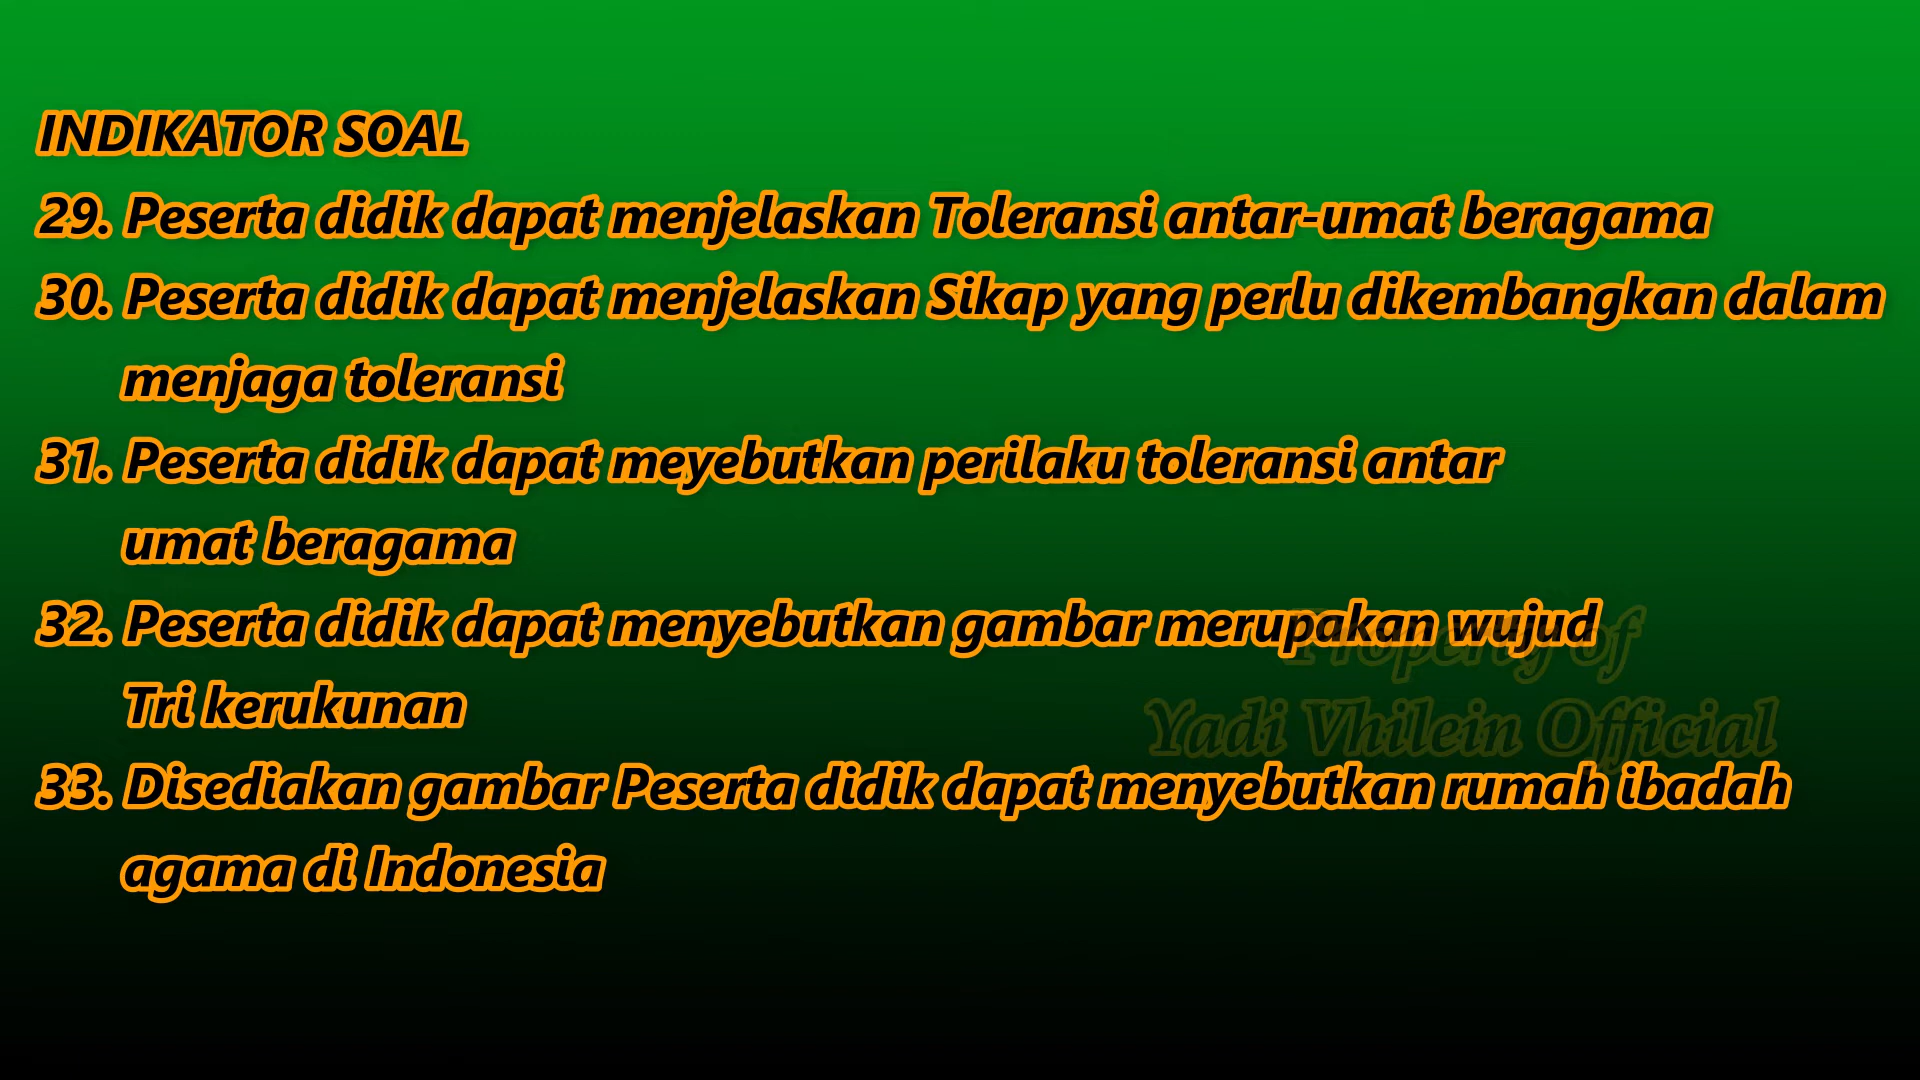 INDIKATOR SOAL
29. Peserta didik dapat menjelaskan Toleransi antar-umat beragama
30. Peserta didik dapat menjelaskan Sikap yang perlu dikembangkan dalam
menjaga toleransi
31. Peserta didik dapat meyebutkan perilaku toleransi antar
umat beragama
32. Peserta didik dapat menyebutkan gambar merupakan wujud
Tri kerukunan
33. Disediakan gambar Peserta didik dapat menyebutkan rumah ibadah
agama di Indonesia
Property of
Yadi Vhilein Official